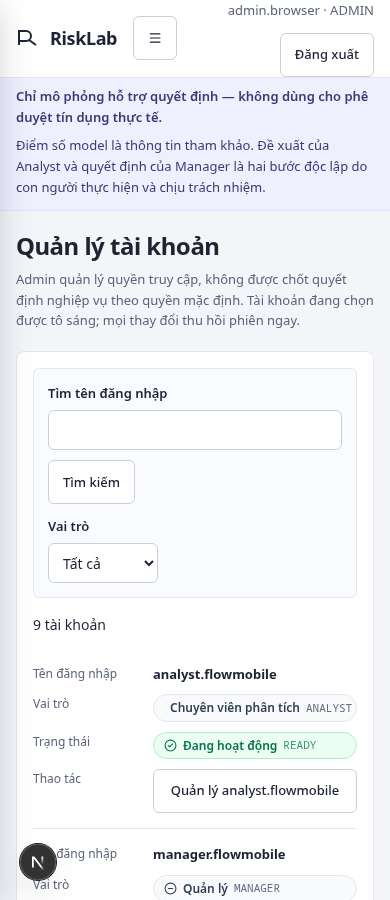 admin.browser · ADMIN
RiskLab
Đăng xuất
Chỉ mô phỏng hỗ trợ quyết định — không dùng cho phê
duyệt tín dụng thực tế.
Điểm số model là thông tin tham khảo. Đề xuất của
Analyst và quyết định của Manager là hai bước độc lập do
con người thực hiện và chịu trách nhiệm.
Quản lý tài khoản
Admin quản lý quyền truy cập, không được chốt quyết
định nghiệp vụ theo quyền mặc định. Tài khoản đang chọn
được tô sáng; mọi thay đổi thu hồi phiên ngay.
Tìm tên đăng nhập
Tìm kiếm
Vai trò
Tất cả
9 tài khoản
Tên đăng nhập analyst.flowmobile
Vai trò Chuyên viên phân tích ANALYST
Trạng thái Đang hoạt động READY
Thao tác Quản lý analyst.flowmobile
đăng nhập manager.flowmobile
Vai trò Quản lý MANAGER
N